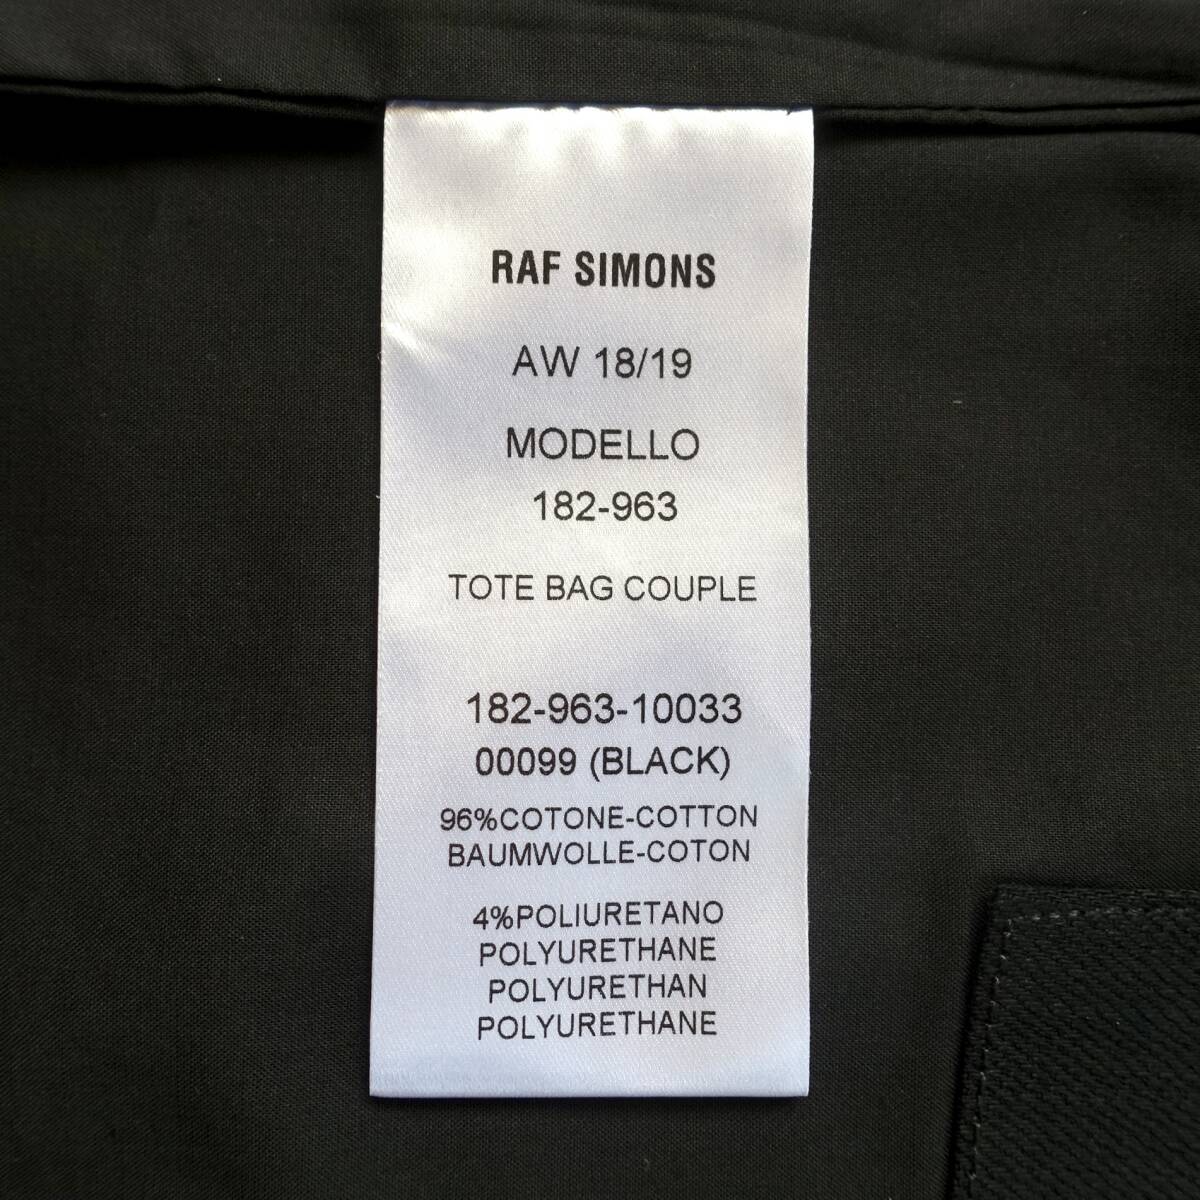 RAF SIMONS
AW 18/19
MODELLO
182-963
TOTE BAG COUPLE
182-963-10033
00099 (BLACK)
96%COTONE-COTTON
BAUMWOLLE-COTON
4%POLIURETANO
POLYURETHANE
POLYURETHAN
POLYURETHANE